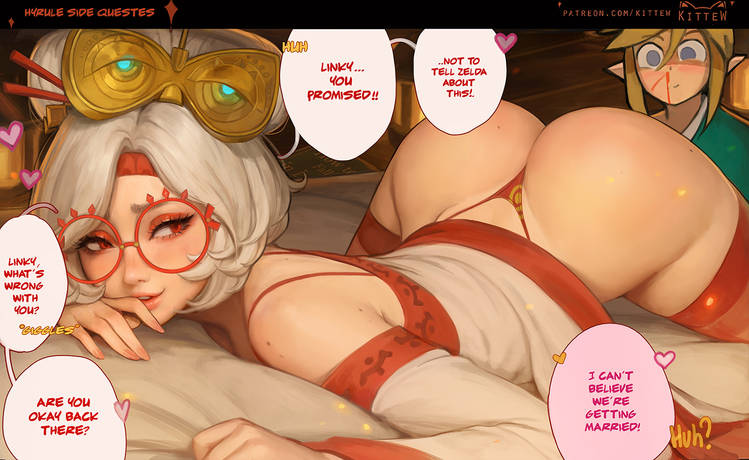 HYRULE SIDE QUESTES
PATREON.COM/KITTEW
KITTEW
HUH
LINKY...
YOU
PROMISED!!
..NOT TO
TELL ZELDA
ABOUT
THIS!.
LINKY,
WHAT'S
WRONG
WITH
YOU?
*GIGGLES*
ARE YOU
OKAY BACK
THERE?
I CAN'T
BELIEVE
WE'RE
GETTING
MARRIED!
Huh?